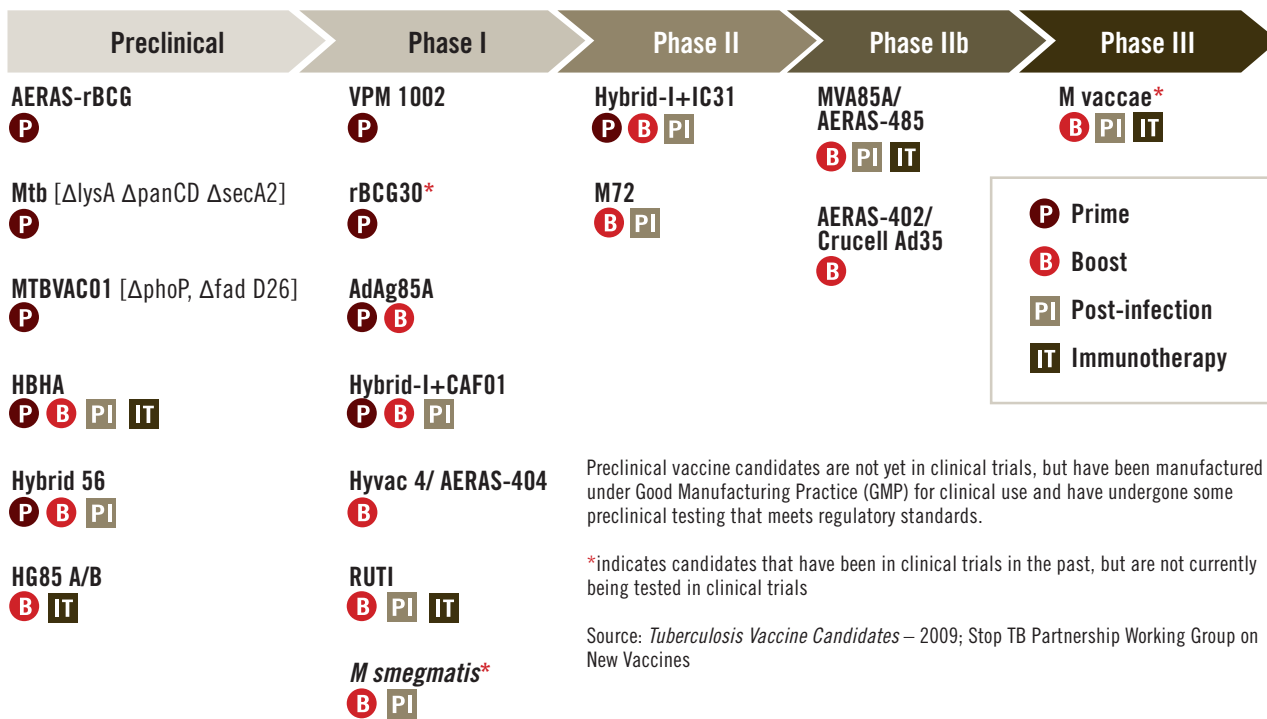 Preclinical
Phase I
Phase II
Phase IIb
Phase III
AERAS-rBCG
P
Mtb [ΔlysA ΔpanCD ΔsecA2]
P
MTBVAC01 [ΔphoP, Δfad D26]
P
HBHA
P B PI IT
Hybrid 56
P B PI
HG85 A/B
B IT
VPM 1002
P
rBCG30*
P
AdAg85A
P B
Hybrid-I+CAF01
P B PI
Hyvac 4/ AERAS-404
B
RUTI
B PI IT
M smegmatis*
B PI
Hybrid-I+IC31
P B PI
M72
B PI
MVA85A/
AERAS-485
B PI IT
AERAS-402/
Crucell Ad35
B
M vaccae*
B PI IT
P Prime
B Boost
PI Post-infection
IT Immunotherapy
Preclinical vaccine candidates are not yet in clinical trials, but have been manufactured
under Good Manufacturing Practice (GMP) for clinical use and have undergone some
preclinical testing that meets regulatory standards.
*indicates candidates that have been in clinical trials in the past, but are not currently
being tested in clinical trials
Source: Tuberculosis Vaccine Candidates – 2009; Stop TB Partnership Working Group on
New Vaccines